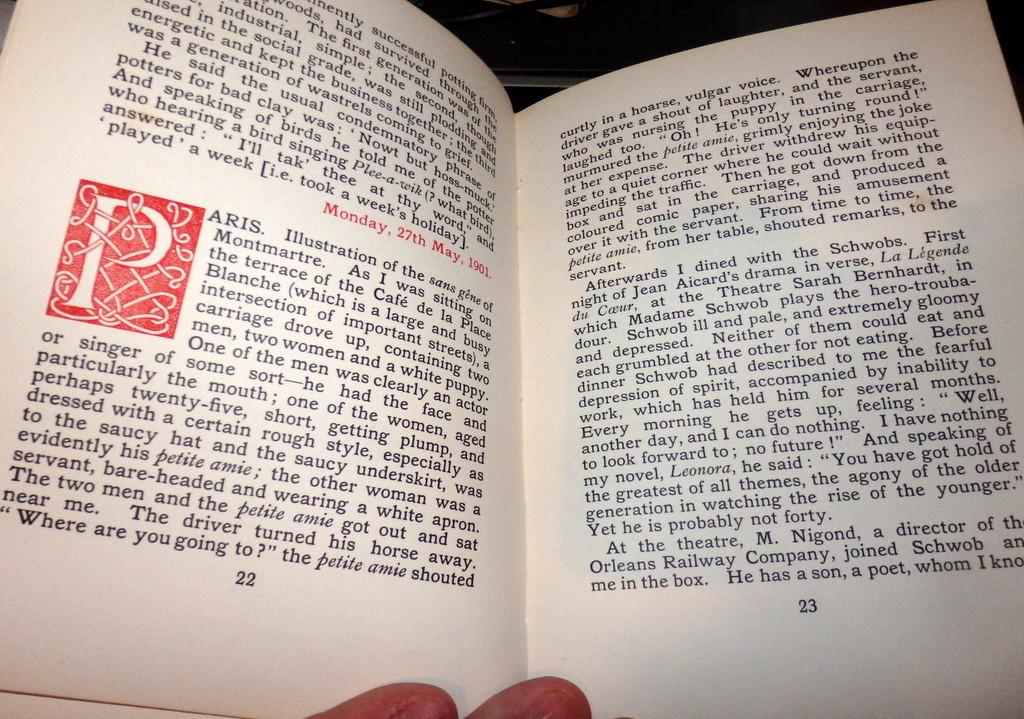 nently successful potting firm,
woods, had survived through the
ration. The first generation was
, industrial, simple; the second, though
aised in the social grade, was still plodding and
energetic and kept the business together; the third
was a generation of wastrels coming to grief.
He said the usual condemnatory phrase of
potters for bad clay was: 'Nowt but hoss-muck.'
And speaking of birds he told me of the potter
who hearing a bird singing Plee-a-wik (? what bird),
answered: "I'll tak' thee at thy word," and
'played' a week [i.e. took a week's holiday].
Monday, 27th May, 1901.
PARIS. Illustration of the sans gêne of
Montmartre. As I was sitting on
the terrace of the Café de la Place
Blanche (which is a large and busy
intersection of important streets), a
carriage drove up, containing two
men, two women and a white puppy.
One of the men was clearly an actor
or singer of some sort—he had the face and
particularly the mouth; one of the women, aged
perhaps twenty-five, short, getting plump, and
dressed with a certain rough style, especially as
to the saucy hat and the saucy underskirt, was
evidently his petite amie; the other woman was a
servant, bare-headed and wearing a white apron.
The two men and the petite amie got out and sat
near me. The driver turned his horse away.
"Where are you going to?" the petite amie shouted
22
curtly in a hoarse, vulgar voice. Whereupon the
driver gave a shout of laughter, and the servant,
who was nursing the puppy in the carriage,
laughed too. "Oh! He's only turning round!"
murmured the petite amie, grimly enjoying the joke
at her expense. The driver withdrew his equip-
age to a quiet corner where he could wait without
impeding the traffic. Then he got down from the
box and sat in the carriage, and produced a
coloured comic paper, sharing his amusement
over it with the servant. From time to time, the
petite amie, from her table, shouted remarks, to the
servant.
Afterwards I dined with the Schwobs. First
night of Jean Aicard's drama in verse, La Légende
du Cœur, at the Theatre Sarah Bernhardt, in
which Madame Schwob plays the hero-trouba-
dour. Schwob ill and pale, and extremely gloomy
and depressed. Neither of them could eat and
each grumbled at the other for not eating. Before
dinner Schwob had described to me the fearful
depression of spirit, accompanied by inability to
work, which has held him for several months.
Every morning he gets up, feeling: "Well,
another day, and I can do nothing. I have nothing
to look forward to; no future!" And speaking of
my novel, Leonora, he said: "You have got hold of
the greatest of all themes, the agony of the older
generation in watching the rise of the younger."
Yet he is probably not forty.
At the theatre, M. Nigond, a director of th
Orleans Railway Company, joined Schwob an
me in the box. He has a son, a poet, whom I kno
23